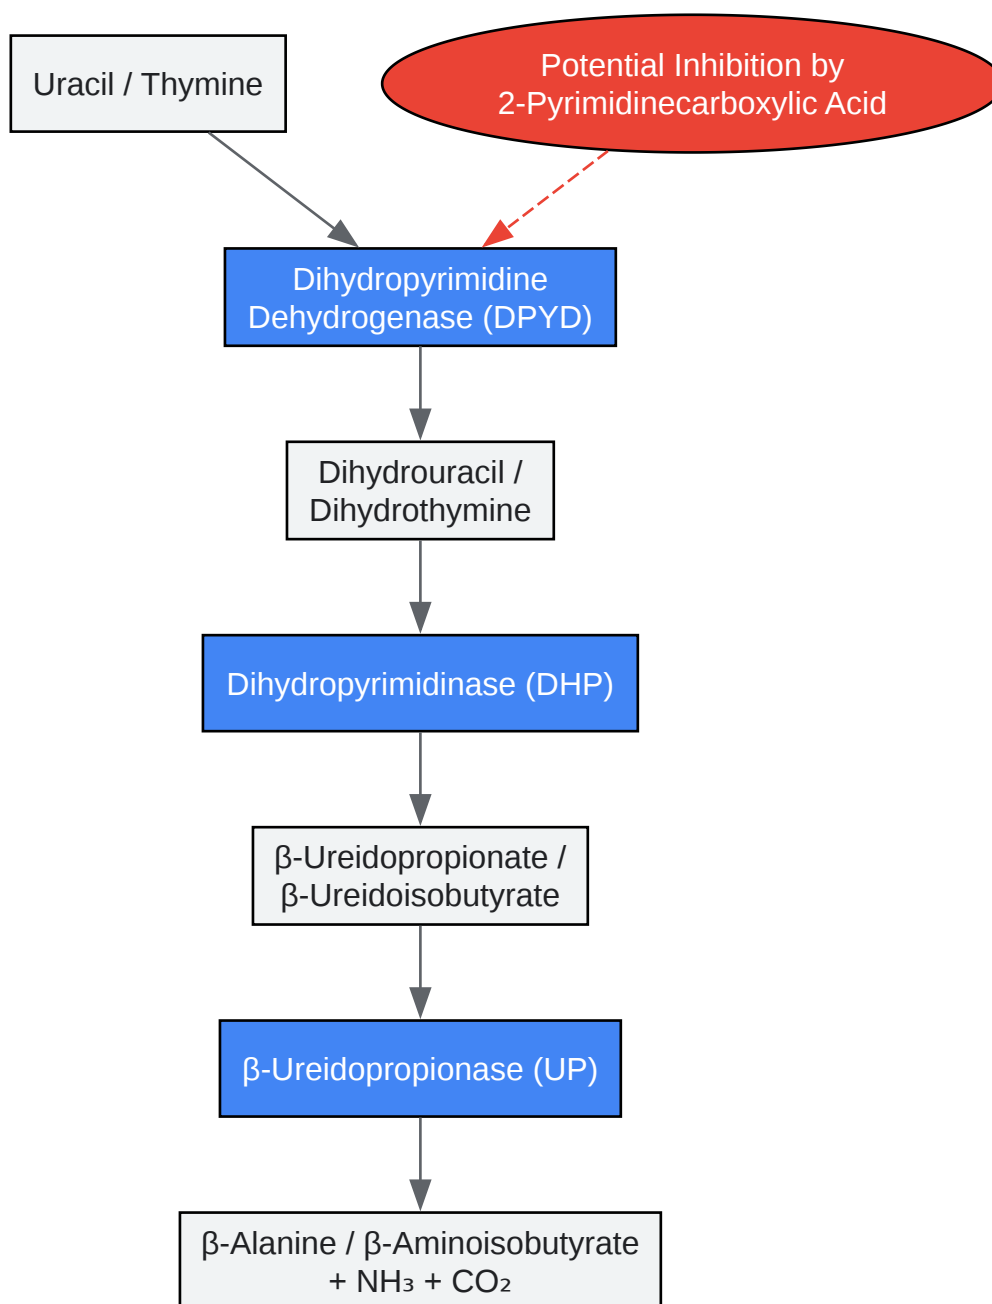 Uracil / Thymine
Potential Inhibition by
2-Pyrimidinecarboxylic Acid
Dihydropyrimidine
Dehydrogenase (DPYD)
Dihydrouracil /
Dihydrothymine
Dihydropyrimidinase (DHP)
β-Ureidopropionate /
β-Ureidoisobutyrate
β-Ureidopropionase (UP)
β-Alanine / β-Aminoisobutyrate
+ NH₃ + CO₂